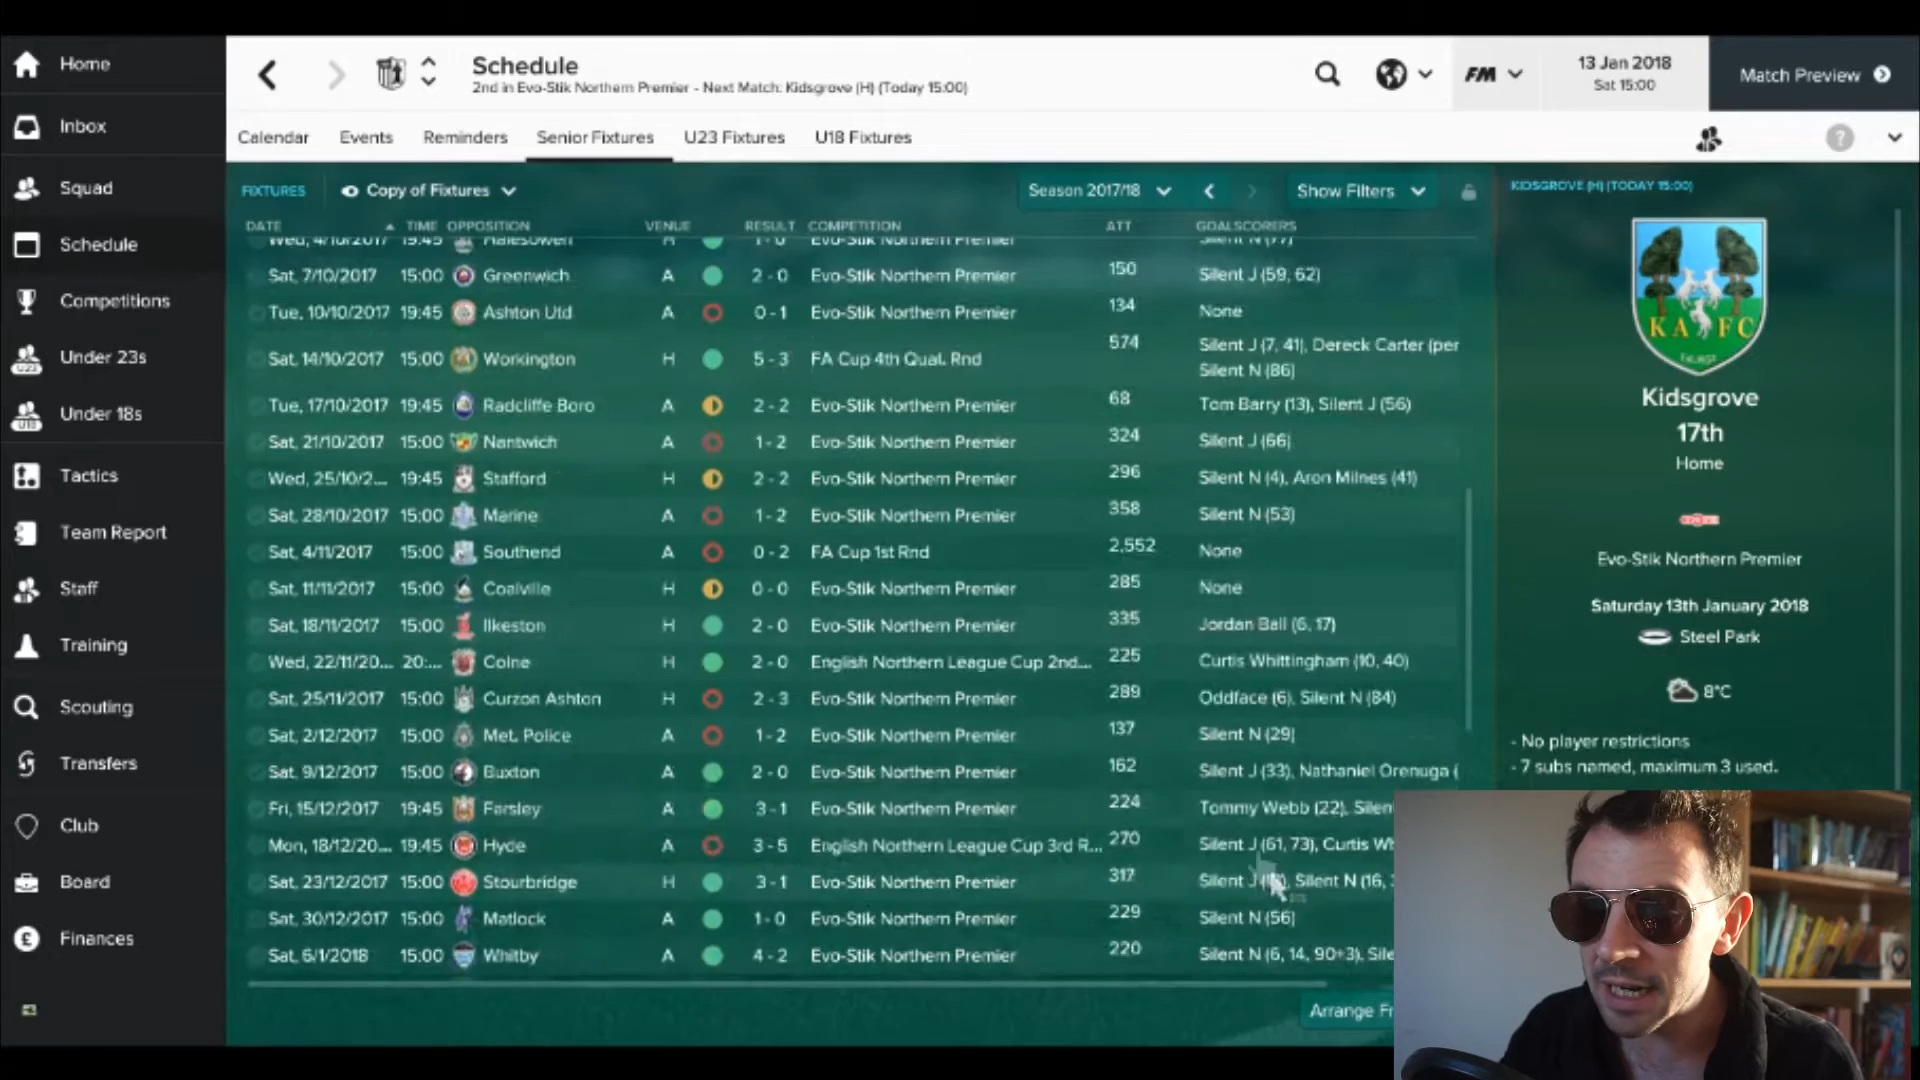 Home
Inbox
Squad
Schedule
Competitions
Under 23s
Under 18s
Tactics
Team Report
Staff
Training
Scouting
Transfers
Club
Board
Finances
Schedule
2nd in Evo-Stik Northern Premier - Next Match: Kidsgrove (H) (Today 15:00)
FM
13 Jan 2018
Sat 15:00
Match Preview
Calendar Events Reminders Senior Fixtures U23 Fixtures U18 Fixtures
FIXTURES Copy of Fixtures Season 2017/18 Show Filters
DATE TIME OPPOSITION VENUE RESULT COMPETITION ATT GOALSCORERS
Wed, 4/10/2017 19:45 Halesowen H 1 - 0 Evo-Stik Northern Premier Silent N (77)
Sat, 7/10/2017 15:00 Greenwich A 2 - 0 Evo-Stik Northern Premier 150 Silent J (59, 62)
Tue, 10/10/2017 19:45 Ashton Utd A 0 - 1 Evo-Stik Northern Premier 134 None
Sat, 14/10/2017 15:00 Workington H 5 - 3 FA Cup 4th Qual. Rnd 574 Silent J (7, 41), Dereck Carter (per
Silent N (86)
Tue, 17/10/2017 19:45 Radcliffe Boro A 2 - 2 Evo-Stik Northern Premier 68 Tom Barry (13), Silent J (56)
Sat, 21/10/2017 15:00 Nantwich A 1 - 2 Evo-Stik Northern Premier 324 Silent J (66)
Wed, 25/10/2... 19:45 Stafford H 2 - 2 Evo-Stik Northern Premier 296 Silent N (4), Aron Milnes (41)
Sat, 28/10/2017 15:00 Marine A 1 - 2 Evo-Stik Northern Premier 358 Silent N (53)
Sat, 4/11/2017 15:00 Southend A 0 - 2 FA Cup 1st Rnd 2,552 None
Sat, 11/11/2017 15:00 Coalville H 0 - 0 Evo-Stik Northern Premier 285 None
Sat, 18/11/2017 15:00 Ilkeston H 2 - 0 Evo-Stik Northern Premier 335 Jordan Ball (6, 17)
Wed, 22/11/20... 20:... Colne H 2 - 0 English Northern League Cup 2nd... 225 Curtis Whittingham (10, 40)
Sat, 25/11/2017 15:00 Curzon Ashton H 2 - 3 Evo-Stik Northern Premier 289 Oddface (6), Silent N (84)
Sat, 2/12/2017 15:00 Met. Police A 1 - 2 Evo-Stik Northern Premier 137 Silent N (29)
Sat, 9/12/2017 15:00 Buxton A 2 - 0 Evo-Stik Northern Premier 162 Silent J (33), Nathaniel Orenuga (
Fri, 15/12/2017 19:45 Farsley A 3 - 1 Evo-Stik Northern Premier 224 Tommy Webb (22), Silen
Mon, 18/12/20... 19:45 Hyde A 3 - 5 English Northern League Cup 3rd R... 270 Silent J (61, 73), Curtis Wh
Sat, 23/12/2017 15:00 Stourbridge H 3 - 1 Evo-Stik Northern Premier 317 Silent J Silent N (16,
Sat, 30/12/2017 15:00 Matlock A 1 - 0 Evo-Stik Northern Premier 229 Silent N (56)
Sat, 6/1/2018 15:00 Whitby A 4 - 2 Evo-Stik Northern Premier 220 Silent N (6, 14, 90+3), Sile
Arrange Fr
KIDSGROVE (H) (TODAY 15:00)
KAFC
Kidsgrove
17th
Home
Evo-Stik Northern Premier
Saturday 13th January 2018
Steel Park
8°C
- No player restrictions
- 7 subs named, maximum 3 used.